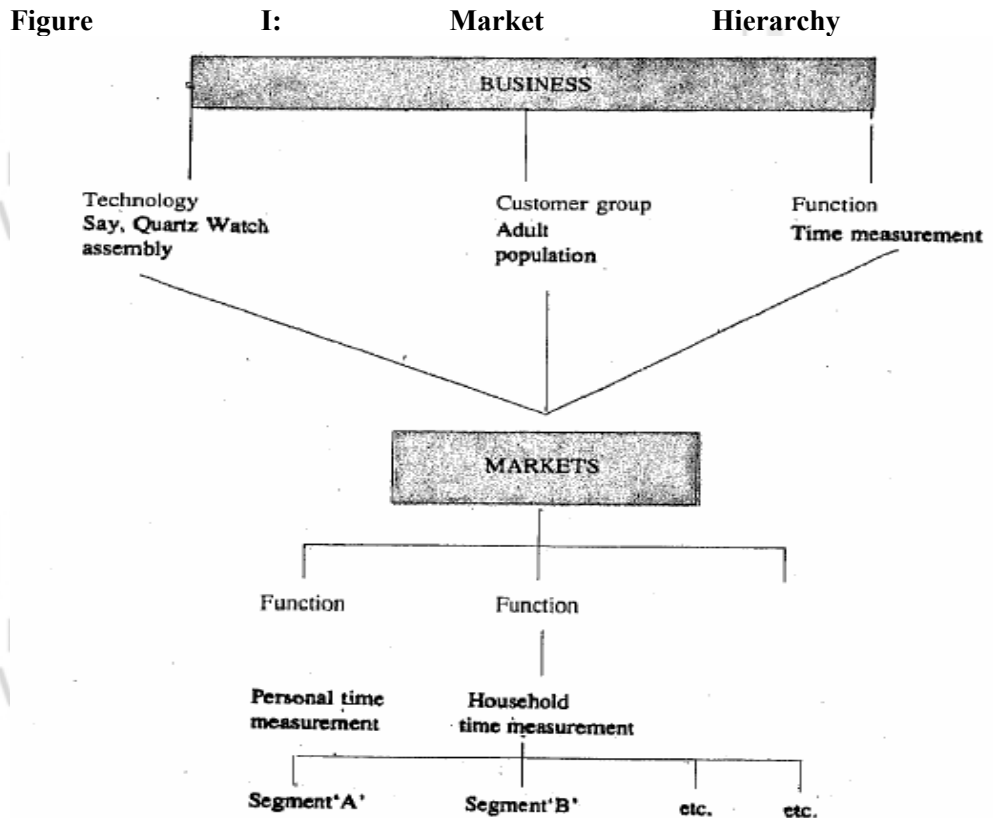 Figure I: Market Hierarchy
BUSINESS
Technology
Say, Quartz Watch
assembly
Customer group
Adult
population
Function
Time measurement
MARKETS
Function
Function
Personal time
measurement
Household
time measurement
Segment'A'
Segment'B'
etc.
etc.